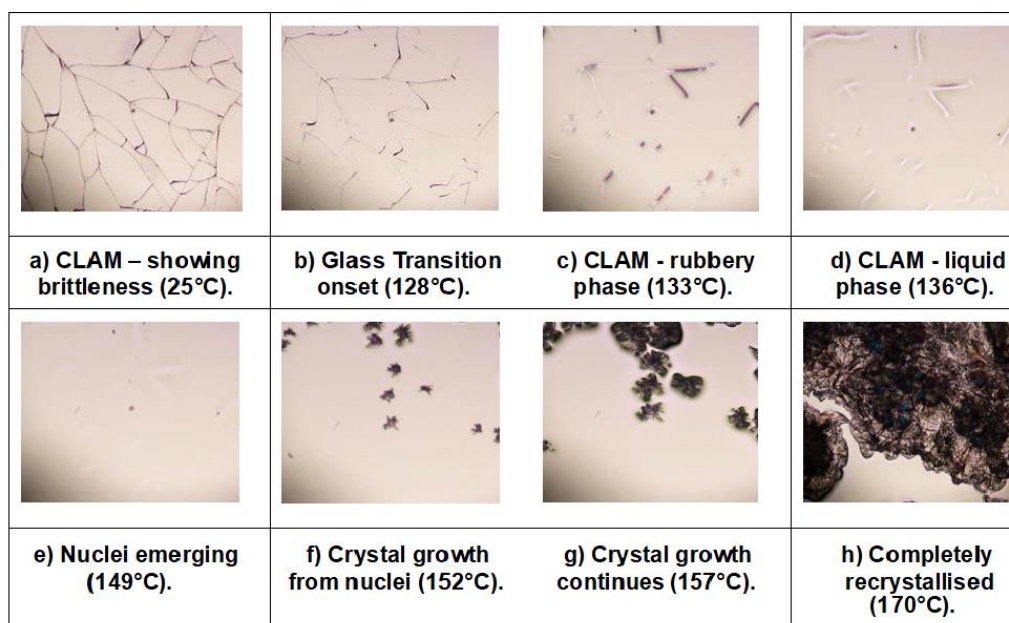 a) CLAM – showing
brittleness (25°C).
b) Glass Transition
onset (128°C).
c) CLAM - rubbery
phase (133°C).
d) CLAM - liquid
phase (136°C).
e) Nuclei emerging
(149°C).
f) Crystal growth
from nuclei (152°C).
g) Crystal growth
continues (157°C).
h) Completely
recrystallised
(170°C).